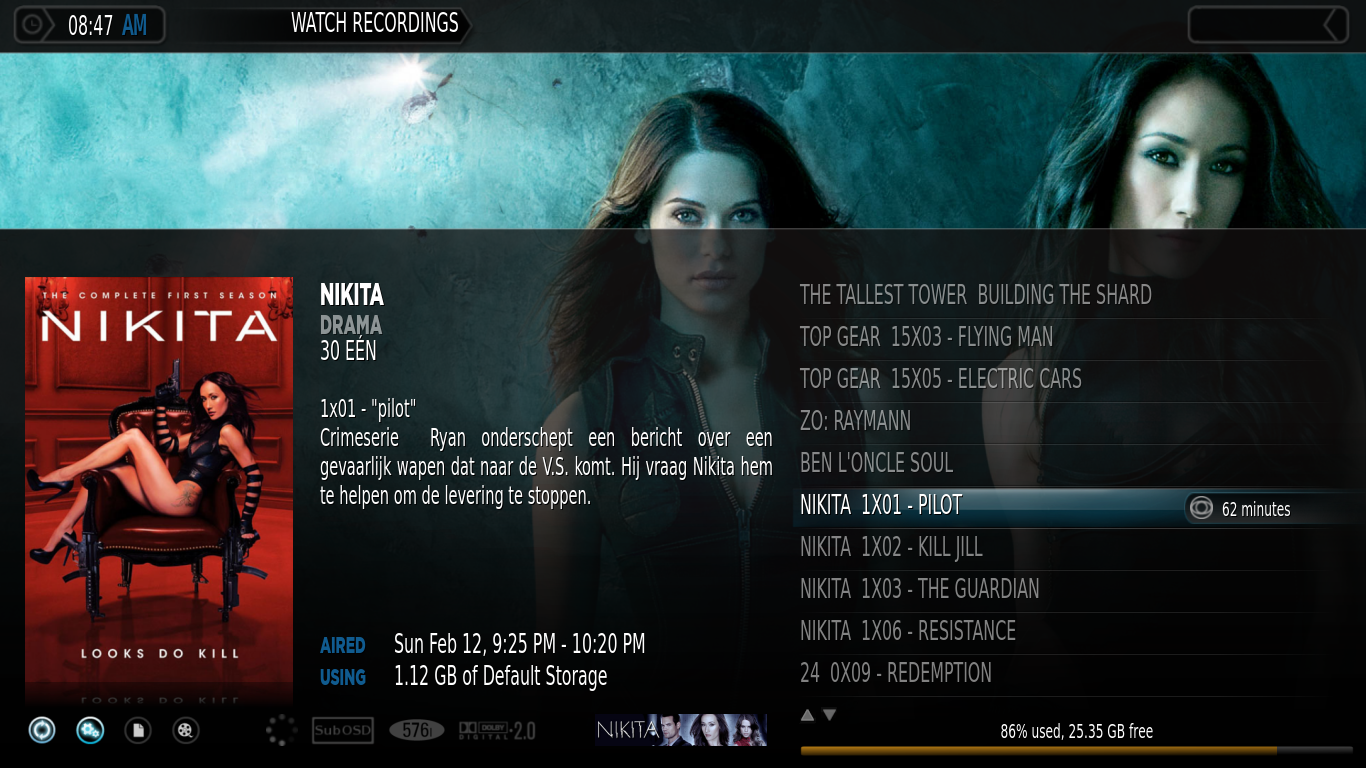 08:47 AM
WATCH RECORDINGS
THE COMPLETE FIRST SEASON
NIKITA
LOOKS DO KILL
NIKITA
DRAMA
30 EÉN
1x01 - "pilot"
Crimeserie Ryan onderschept een bericht over een
gevaarlijk wapen dat naar de V.S. komt. Hij vraag Nikita hem
te helpen om de levering te stoppen.
AIRED Sun Feb 12, 9:25 PM - 10:20 PM
USING 1.12 GB of Default Storage
THE TALLEST TOWER BUILDING THE SHARD
TOP GEAR 15X03 - FLYING MAN
TOP GEAR 15X05 - ELECTRIC CARS
ZO: RAYMANN
BEN L'ONCLE SOUL
NIKITA 1X01 - PILOT 62 minutes
NIKITA 1X02 - KILL JILL
NIKITA 1X03 - THE GUARDIAN
NIKITA 1X06 - RESISTANCE
24 0X09 - REDEMPTION
SubOSD 576i DOLBY DIGITAL 2.0
NIKITA
86% used, 25.35 GB free